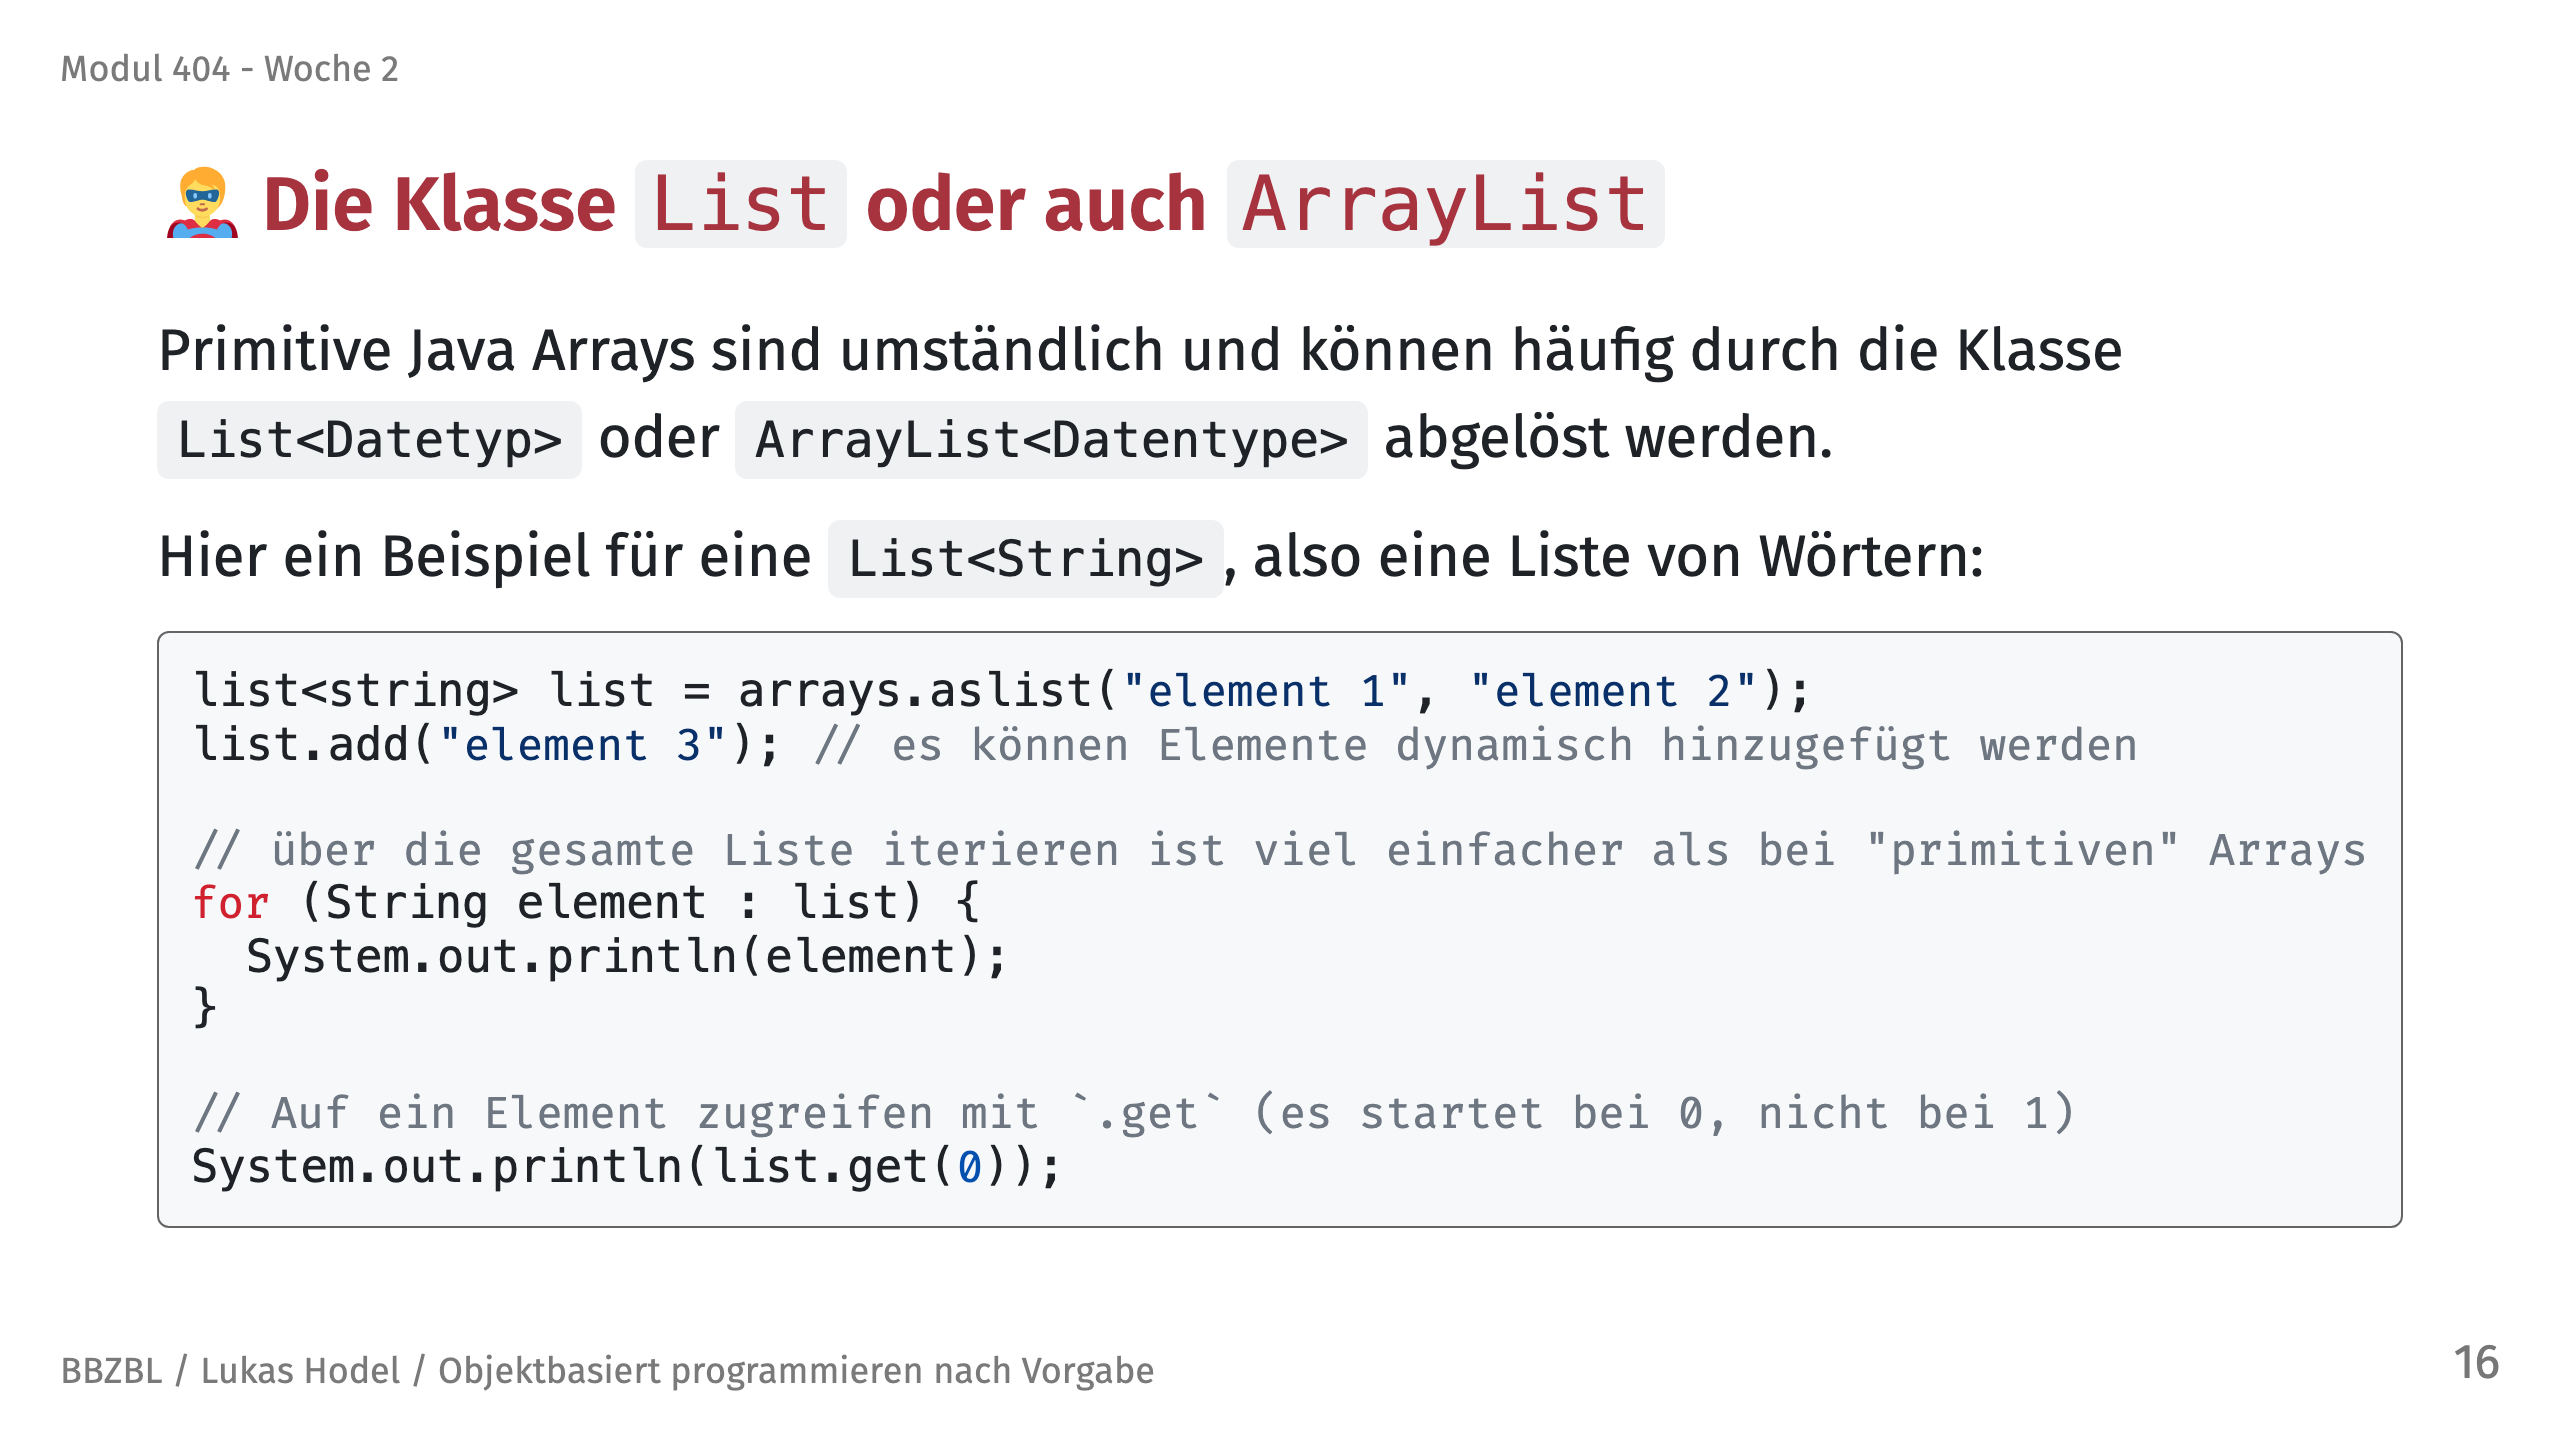 Modul 404 - Woche 2
Die Klasse List oder auch ArrayList
Primitive Java Arrays sind umständlich und können häufig durch die Klasse
List<Datetyp> oder ArrayList<Datentype> abgelöst werden.
Hier ein Beispiel für eine List<String>, also eine Liste von Wörtern:
list<string> list = arrays.aslist("element 1", "element 2");
list.add("element 3"); // es können Elemente dynamisch hinzugefügt werden
// über die gesamte Liste iterieren ist viel einfacher als bei "primitiven" Arrays
for (String element : list) {
  System.out.println(element);
}
// Auf ein Element zugreifen mit `.get` (es startet bei 0, nicht bei 1)
System.out.println(list.get(0));
BBZBL / Lukas Hodel / Objektbasiert programmieren nach Vorgabe
16